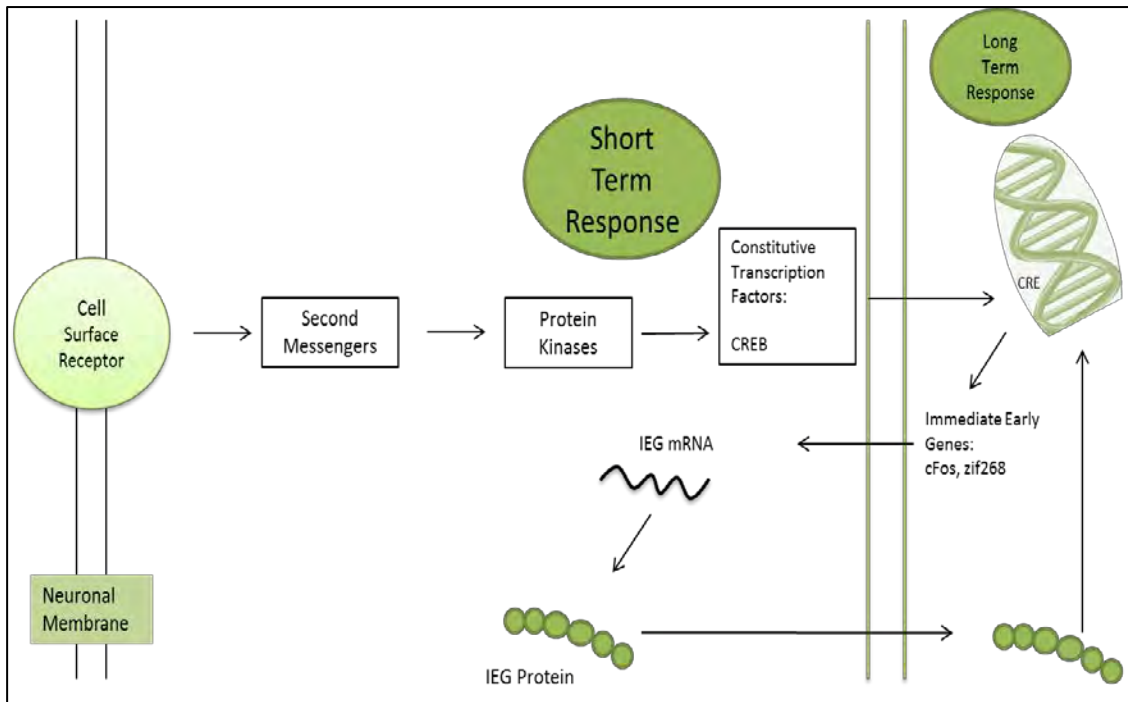 Long
Term
Response
Short
Term
Response
Cell
Surface
Receptor
Second
Messengers
Protein
Kinases
Constitutive
Transcription
Factors:
CREB
CRE
Immediate Early
Genes:
cFos, zif268
IEG mRNA
Neuronal
Membrane
IEG Protein